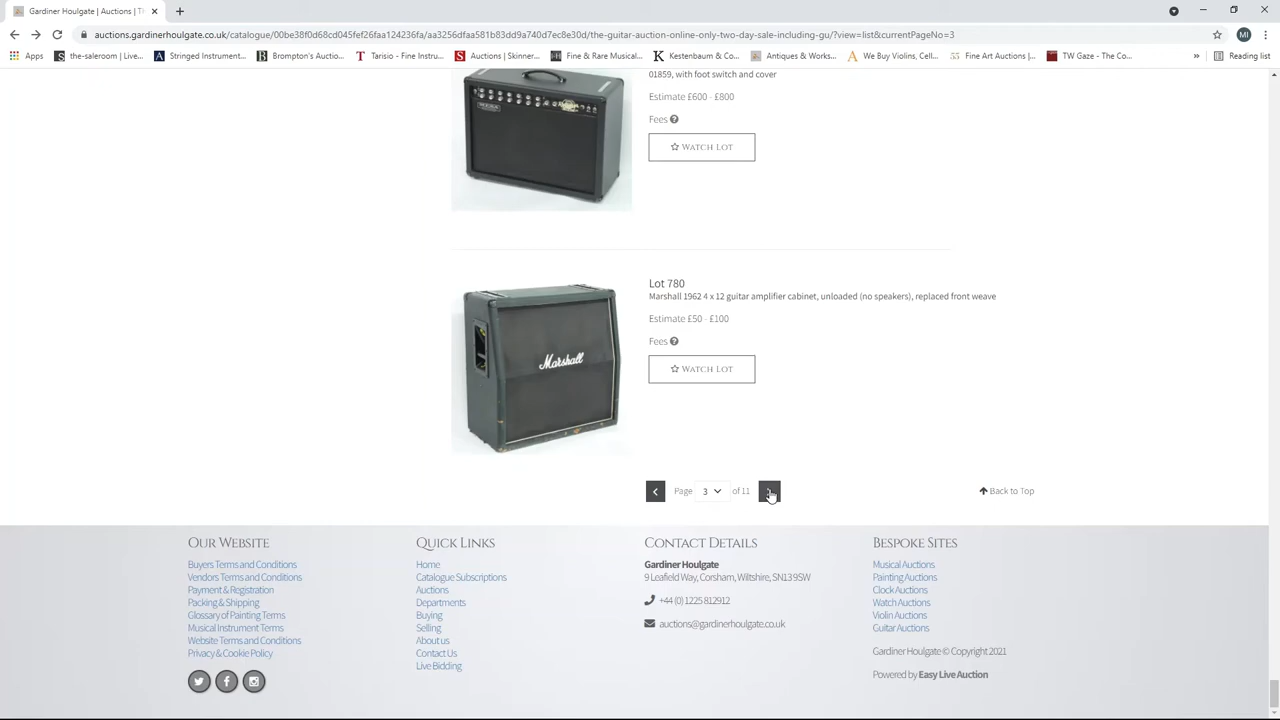 Gardiner Houlgate | Auctions | T
MI
auctions.gardinerhoulgate.com/catalogue/00be38f0d68cd045fef26faa124236fa/aa3256dfaa581b83dd9a740d7ec8e30d/the-guitar-auction-online-only-two-day-sale-including-gu/?view=list&currentPageNo=3
Apps the-saleroom | Live... Stringed Instrument... Brompton's Auction... Tarisio - Fine Instru... Auctions | Skinner... Fine & Rare Musical... Kestenbaum & Co... Antiques & Works... We Buy Violins, Cell... Fine Art Auctions |... TW Gaze - The Co... » Reading list
01859, with foot switch and cover
Estimate £600 - £800
Fees
Watch Lot
Lot 780
Marshall 1962 4 x 12 guitar amplifier cabinet, unloaded (no speakers), replaced front weave
Estimate £50 - £100
Fees
Watch Lot
Marshall
Page 3 of 11
Back to Top
Our Website
Buyers Terms and Conditions
Vendors Terms and Conditions
Payment & Registration
Packing & Shipping
Glossary of Painting Terms
Musical Instrument Terms
Website Terms and Conditions
Privacy & Cookie Policy
Quick Links
Home
Catalogue Subscriptions
Auctions
Departments
Buying
Selling
About us
Contact Us
Live Bidding
Contact Details
Gardiner Houlgate
9 Leafield Way, Corsham, Wiltshire, SN13 9SW
+44 (0) 1225 812912
auctions@gardinerhoulgate.co.uk
Bespoke Sites
Musical Auctions
Painting Auctions
Clock Auctions
Watch Auctions
Violin Auctions
Guitar Auctions
Gardiner Houlgate © Copyright 2021
Powered by Easy Live Auction